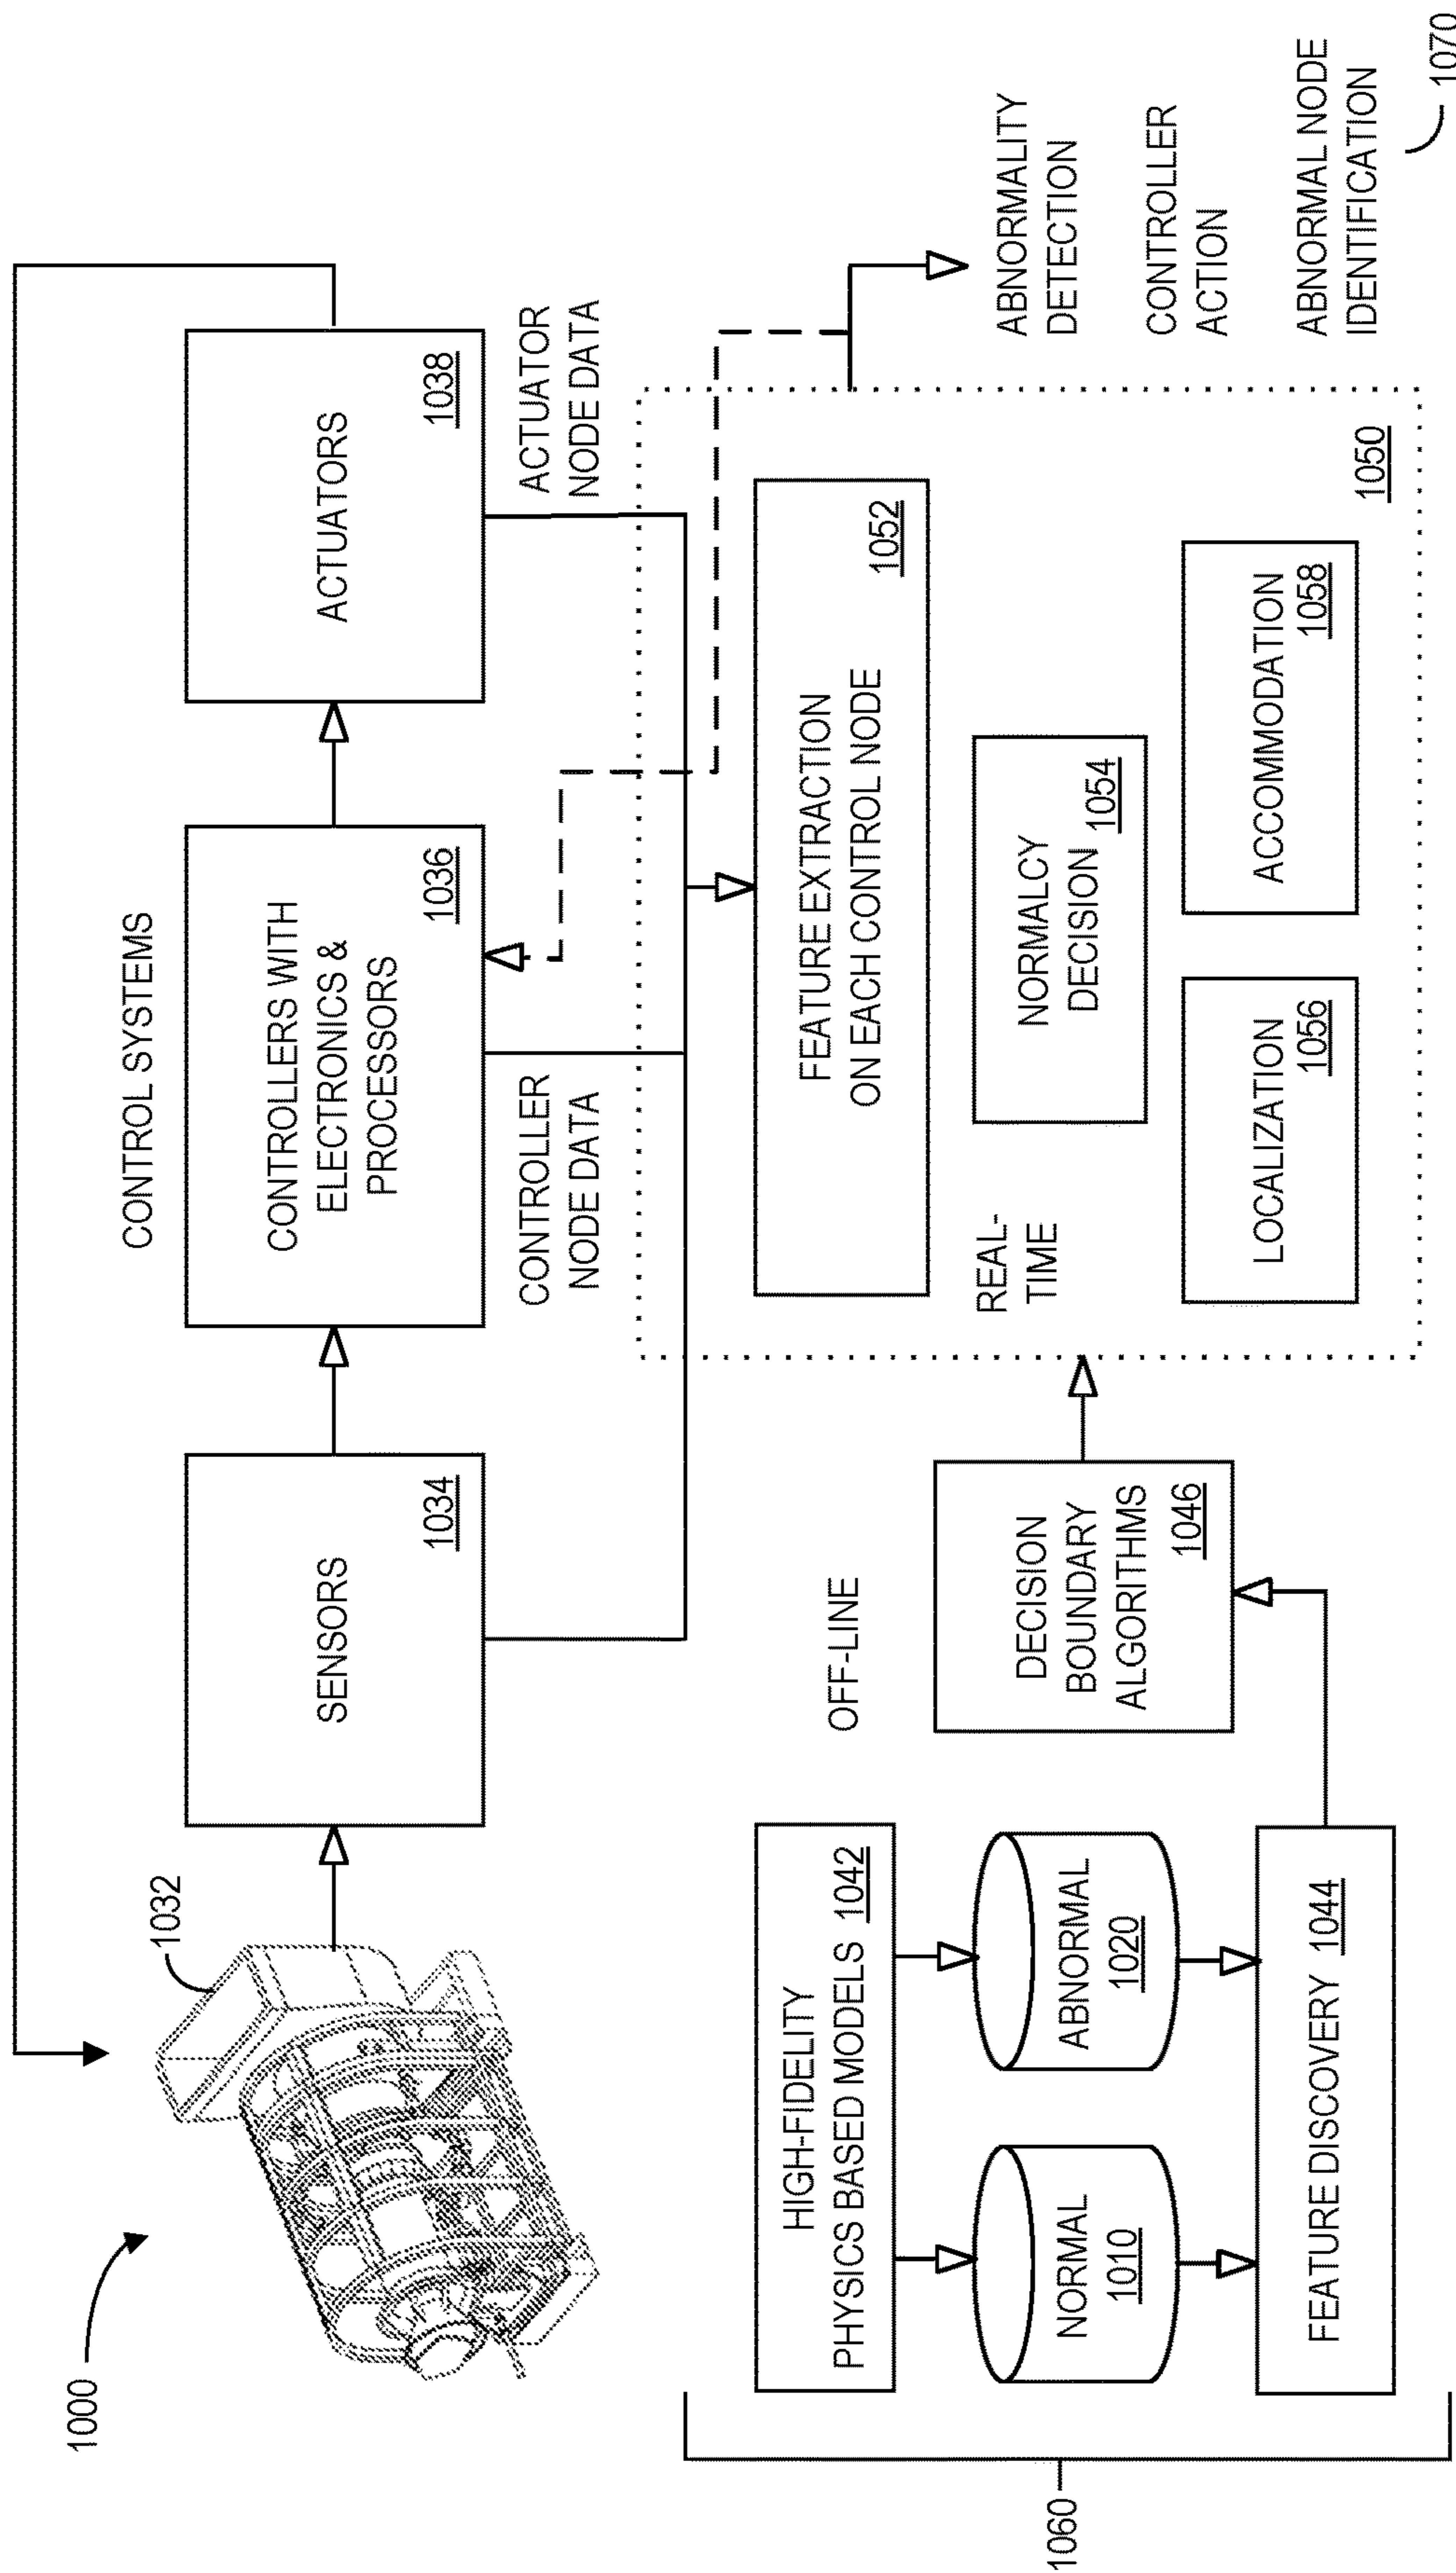 1000
1032
CONTROL SYSTEMS
SENSORS
1034
CONTROLLERS WITH
ELECTRONICS &
PROCESSORS
1036
ACTUATORS
1038
CONTROLLER
NODE DATA
ACTUATOR
NODE DATA
1060
HIGH-FIDELITY
PHYSICS BASED MODELS 1042
NORMAL
1010
ABNORMAL
1020
FEATURE DISCOVERY 1044
OFF-LINE
DECISION
BOUNDARY
ALGORITHMS
1046
REAL-
TIME
FEATURE EXTRACTION
ON EACH CONTROL NODE
1052
NORMALCY
DECISION 1054
LOCALIZATION
1056
ACCOMMODATION
1058
1050
ABNORMALITY
DETECTION
CONTROLLER
ACTION
ABNORMAL NODE
IDENTIFICATION
1070